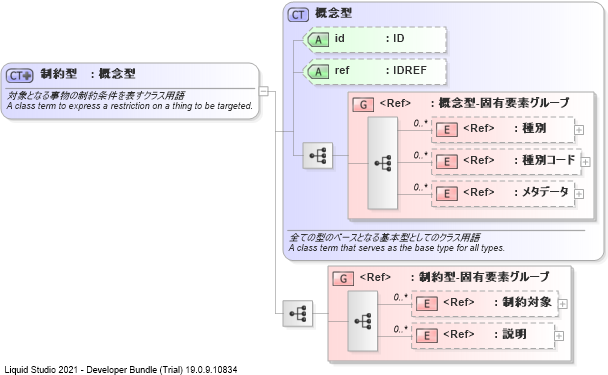 CT 概念型
A id : ID
A ref : IDREF
G <Ref> : 概念型-固有要素グループ
0..* E <Ref> : 種別
0..* E <Ref> : 種別コード
0..* E <Ref> : メタデータ
全ての型のベースとなる基本型としてのクラス用語
A class term that serves as the base type for all types.
CT 制約型 : 概念型
対象となる事物の制約条件を表すクラス用語
A class term to express a restriction on a thing to be targeted.
G <Ref> : 制約型-固有要素グループ
0..* E <Ref> : 制約対象
0..* E <Ref> : 説明
Liquid Studio 2021 - Developer Bundle (Trial) 19.0.9.10834